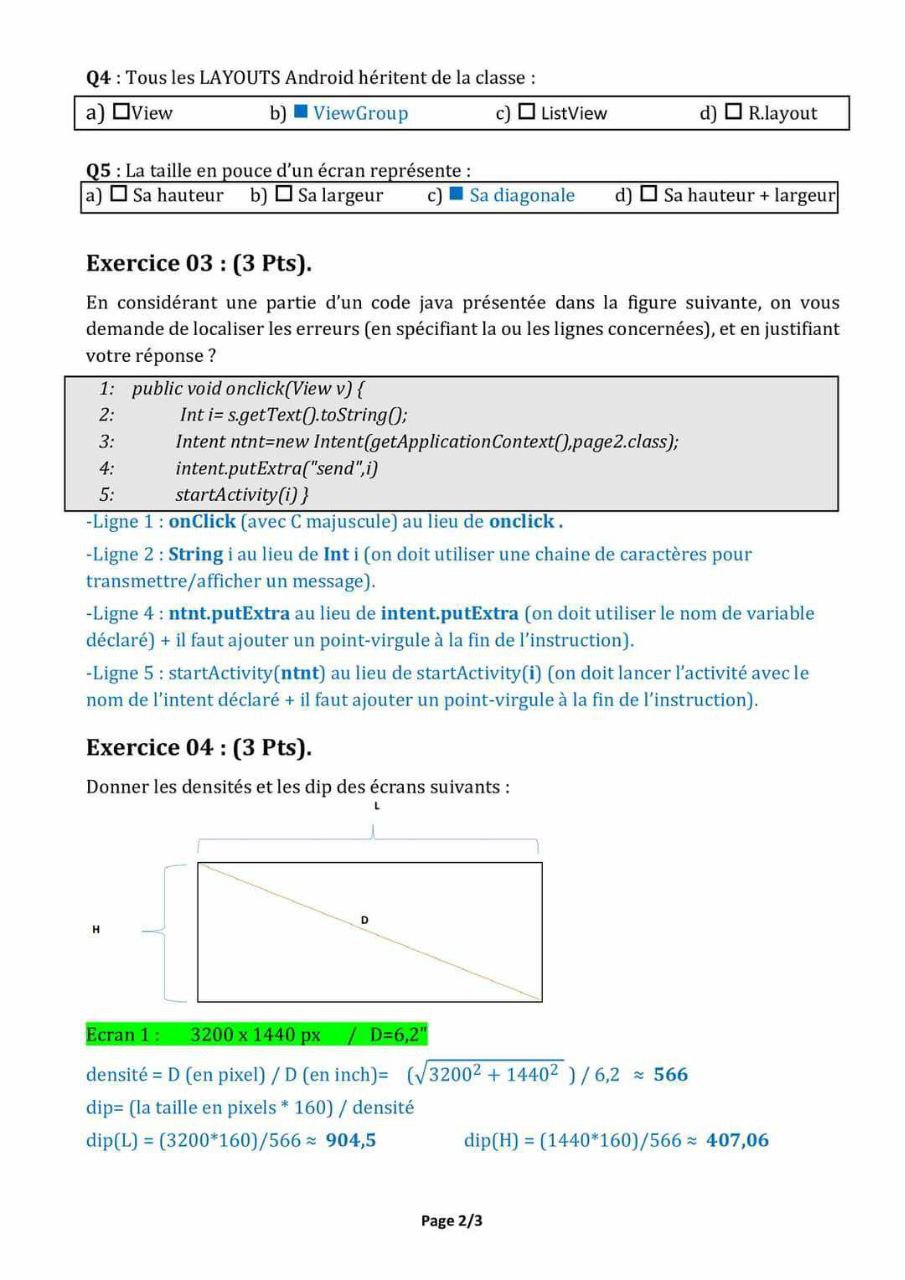 Q4 : Tous les LAYOUTS Android héritent de la classe :
a) ☐View b) ■ ViewGroup c) ☐ ListView d) ☐ R.layout
Q5 : La taille en pouce d’un écran représente :
a) ☐ Sa hauteur b) ☐ Sa largeur c) ■ Sa diagonale d) ☐ Sa hauteur + largeur
Exercice 03 : (3 Pts).
En considérant une partie d’un code java présentée dans la figure suivante, on vous
demande de localiser les erreurs (en spécifiant la ou les lignes concernées), et en justifiant
votre réponse ?
1: public void onclick(View v) {
2: Int i= s.getText().toString();
3: Intent ntnt=new Intent(getApplicationContext(),page2.class);
4: intent.putExtra("send",i)
5: startActivity(i) }
-Ligne 1 : onClick (avec C majuscule) au lieu de onclick .
-Ligne 2 : String i au lieu de Int i (on doit utiliser une chaine de caractères pour
transmettre/afficher un message).
-Ligne 4 : ntnt.putExtra au lieu de intent.putExtra (on doit utiliser le nom de variable
déclaré) + il faut ajouter un point-virgule à la fin de l’instruction).
-Ligne 5 : startActivity(ntnt) au lieu de startActivity(i) (on doit lancer l’activité avec le
nom de l’intent déclaré + il faut ajouter un point-virgule à la fin de l’instruction).
Exercice 04 : (3 Pts).
Donner les densités et les dip des écrans suivants :
L
D
H
Ecran 1 : 3200 x 1440 px / D=6,2"
densité = D (en pixel) / D (en inch)= (√3200² + 1440² ) / 6,2 ≈ 566
dip= (la taille en pixels * 160) / densité
dip(L) = (3200*160)/566 ≈ 904,5 dip(H) = (1440*160)/566 ≈ 407,06
Page 2/3